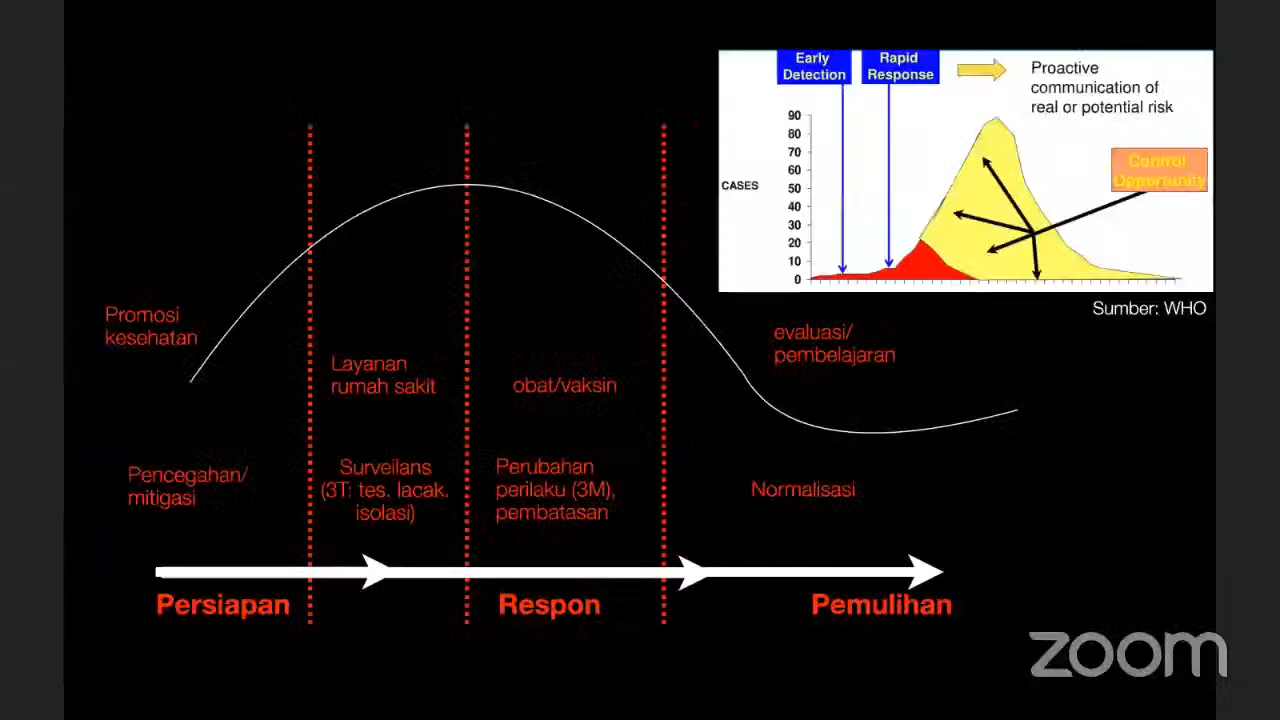 Early
Detection
Rapid
Response
Proactive
communication of
real or potential risk
90
80
70
60
50
40
30
20
10
0
CASES
Control
Opportunity
Sumber: WHO
Promosi
kesehatan
Layanan
rumah sakit
obat/vaksin
evaluasi/
pembelajaran
Pencegahan/
mitigasi
Surveilans
(3T: tes. lacak.
isolasi)
Perubahan
perilaku (3M),
pembatasan
Normalisasi
Persiapan
Respon
Pemulihan
zoom